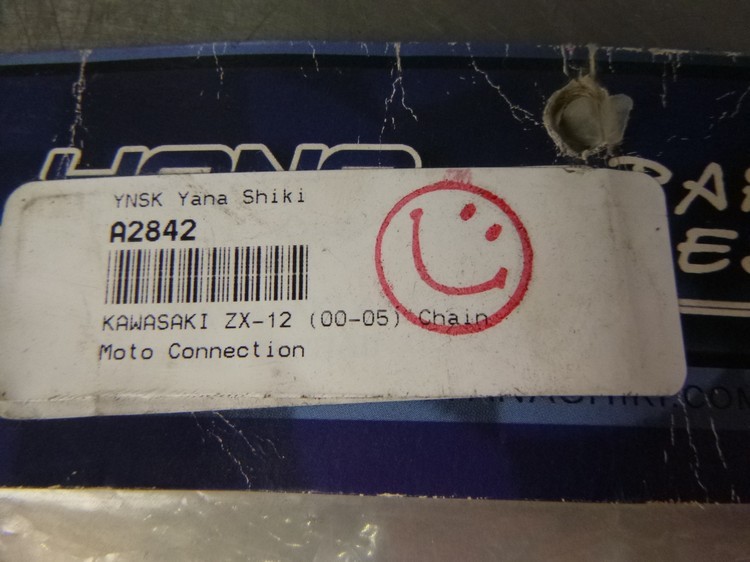 YNSK Yana Shiki
A2842
KAWASAKI ZX-12 (00-05) Chain
Moto Connection